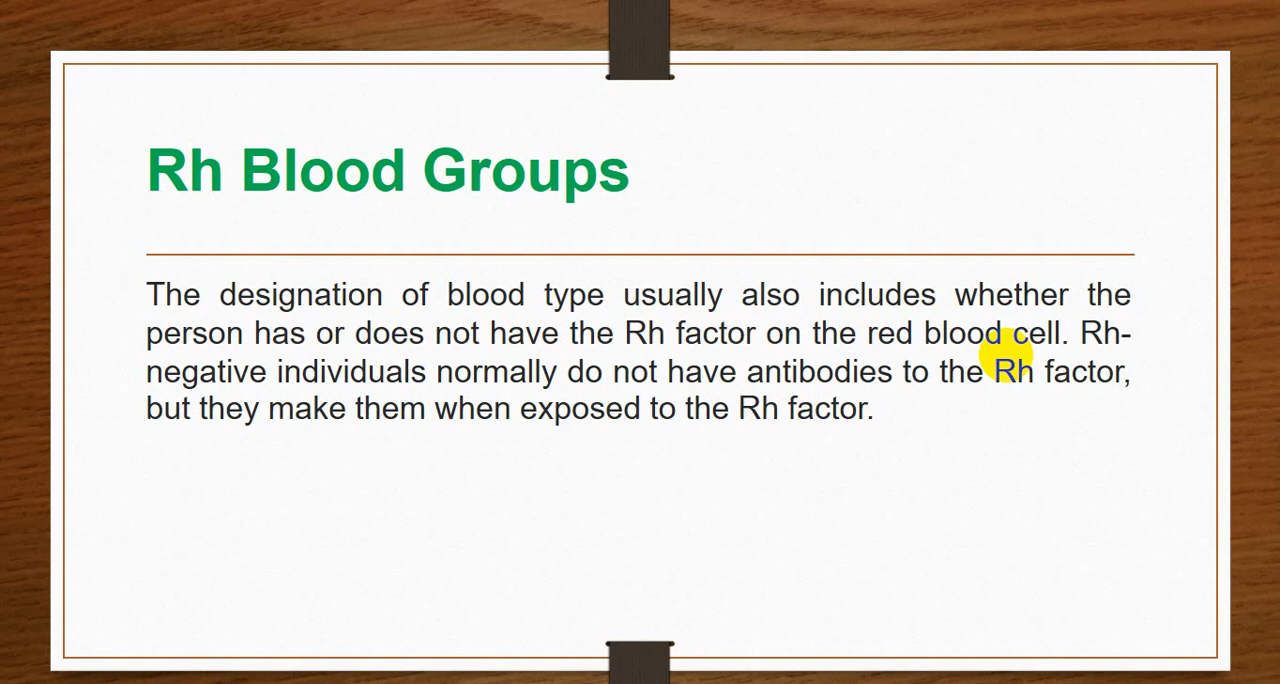 Rh Blood Groups
The designation of blood type usually also includes whether the
person has or does not have the Rh factor on the red blood cell. Rh-
negative individuals normally do not have antibodies to the Rh factor,
but they make them when exposed to the Rh factor.